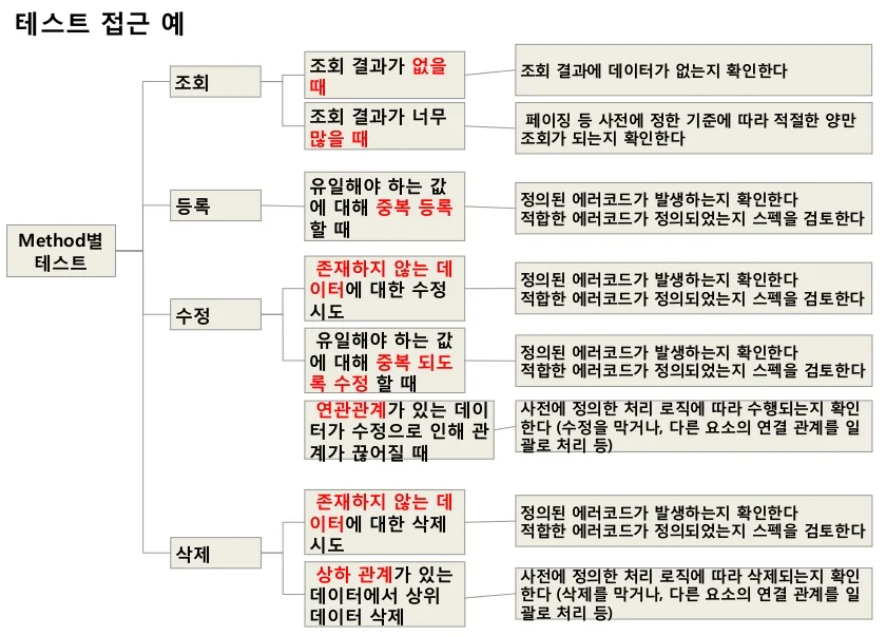 테스트 접근 예
조회
조회 결과가 없을
때
조회 결과에 데이터가 없는지 확인한다
조회 결과가 너무
많을 때
페이징 등 사전에 정한 기준에 따라 적절한 양만
조회가 되는지 확인한다
등록
유일해야 하는 값
에 대해 중복 등록
할 때
정의된 에러코드가 발생하는지 확인한다
적합한 에러코드가 정의되었는지 스펙을 검토한다
Method별
테스트
수정
존재하지 않는 데
이터에 대한 수정
시도
정의된 에러코드가 발생하는지 확인한다
적합한 에러코드가 정의되었는지 스펙을 검토한다
유일해야 하는 값
에 대해 중복 되도
록 수정 할 때
정의된 에러코드가 발생하는지 확인한다
적합한 에러코드가 정의되었는지 스펙을 검토한다
연관관계가 있는 데이
터가 수정으로 인해 관
계가 끊어질 때
사전에 정의한 처리 로직에 따라 수행되는지 확인
한다 (수정을 막거나, 다른 요소의 연결 관계를 일
괄로 처리 등)
삭제
존재하지 않는 데
이터에 대한 삭제
시도
정의된 에러코드가 발생하는지 확인한다
적합한 에러코드가 정의되었는지 스펙을 검토한다
상하 관계가 있는
데이터에서 상위
데이터 삭제
사전에 정의한 처리 로직에 따라 삭제되는지 확인
한다 (삭제를 막거나, 다른 요소의 연결 관계를 일
괄로 처리 등)